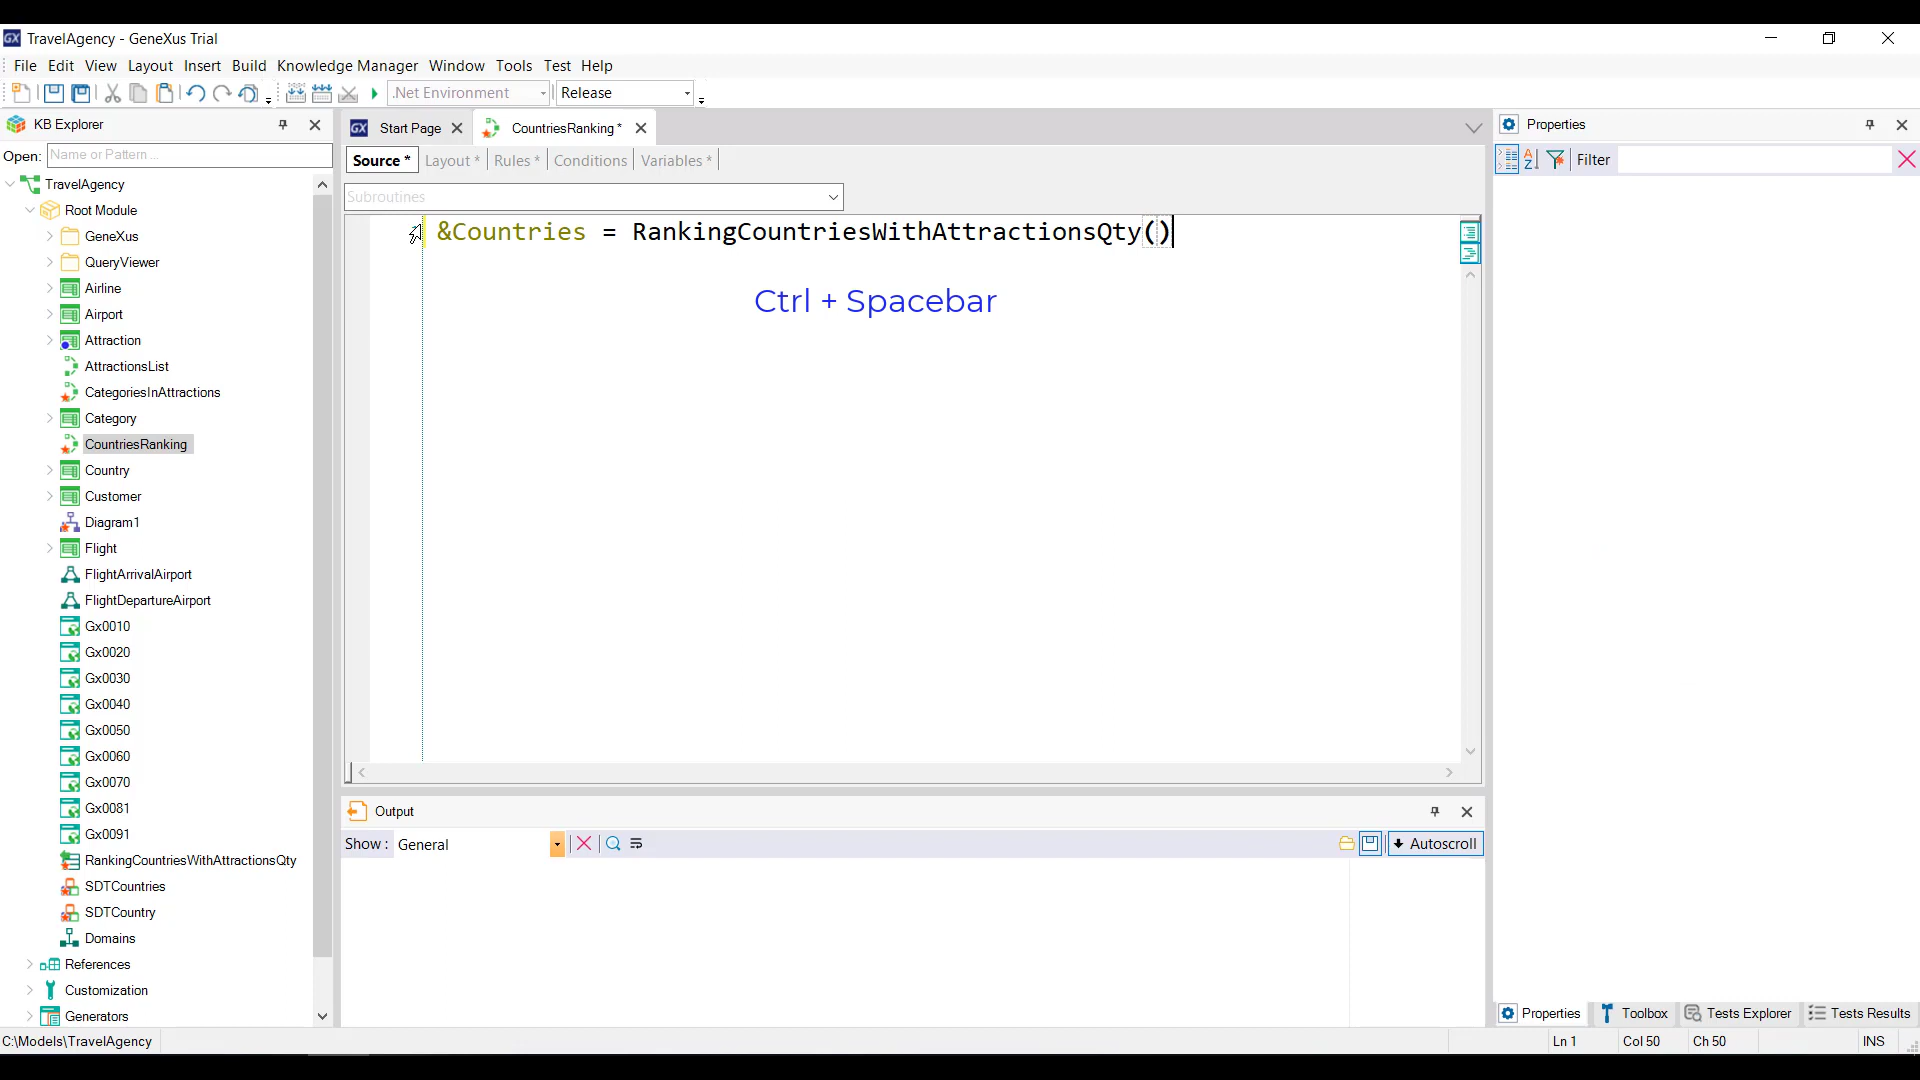 GX TravelAgency - GeneXus Trial
File Edit View Layout Insert Build Knowledge Manager Window Tools Test Help
.Net Environment Release
KB Explorer
Open: Name or Pattern ...
TravelAgency
Root Module
GeneXus
QueryViewer
Airline
Airport
Attraction
AttractionsList
CategoriesInAttractions
Category
CountriesRanking
Country
Customer
Diagram1
Flight
FlightArrivalAirport
FlightDepartureAirport
Gx0010
Gx0020
Gx0030
Gx0040
Gx0050
Gx0060
Gx0070
Gx0081
Gx0091
RankingCountriesWithAttractionsQty
SDTCountries
SDTCountry
Domains
References
Customization
Generators
GX Start Page CountriesRanking *
Source * Layout * Rules * Conditions Variables *
Subroutines
&Countries = RankingCountriesWithAttractionsQty()
Ctrl + Spacebar
Output
Show : General Autoscroll
Properties
Filter
Properties Toolbox Tests Explorer Tests Results
C:\Models\TravelAgency Ln 1 Col 50 Ch 50 INS